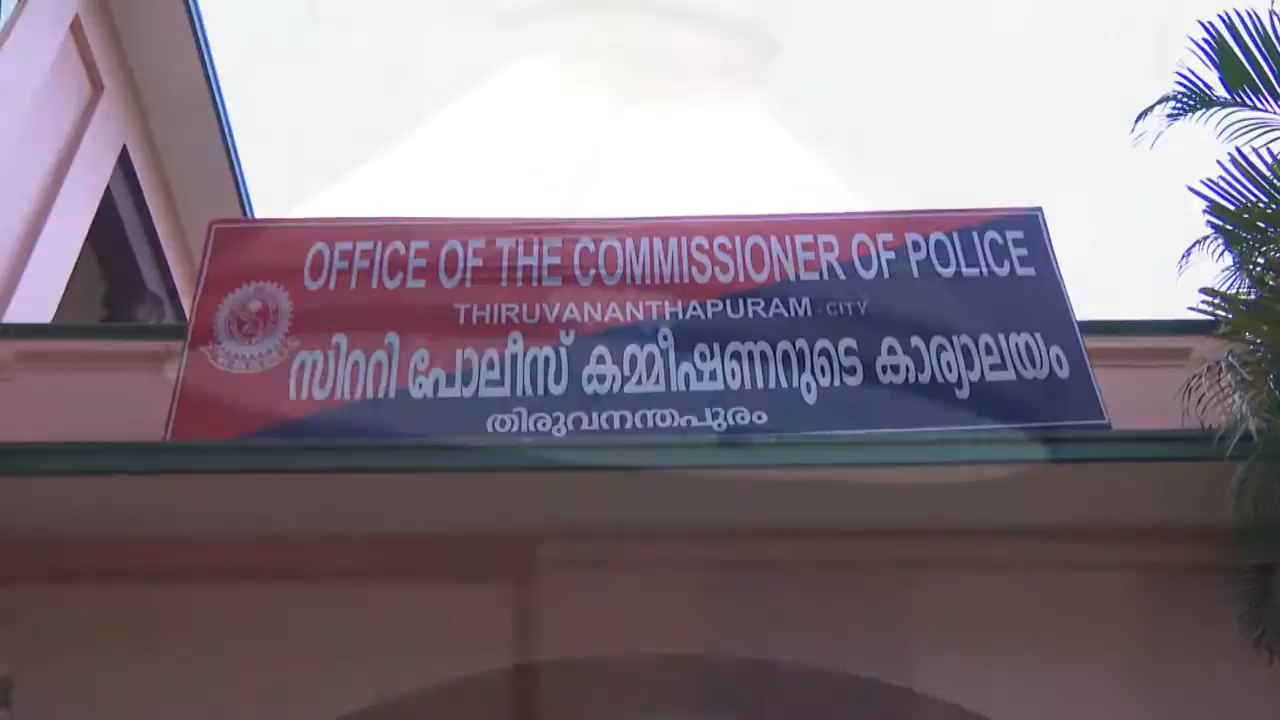 OFFICE OF THE COMMISSIONER OF POLICE
THIRUVANANTHAPURAM - CITY
സിററി പോലീസ് കമ്മീഷണറുടെ കാര്യാലയം
തിരുവനന്തപുരം